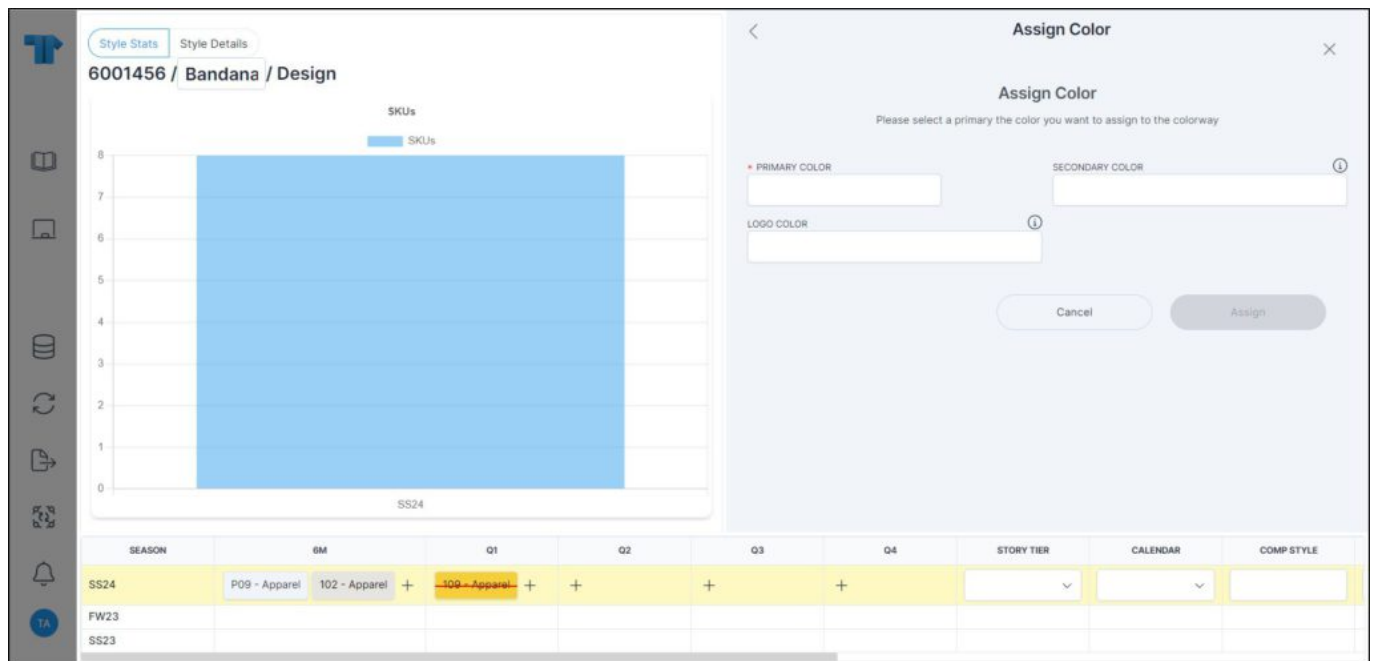 Style Stats Style Details
6001456 / Bandana / Design
SKUs
SKUs
8
7
6
5
4
3
2
1
0
SS24
Assign Color
Assign Color
Please select a primary the color you want to assign to the colorway
* PRIMARY COLOR
SECONDARY COLOR
LOGO COLOR
Cancel Assign
SEASON 6M Q1 Q2 Q3 Q4 STORY TIER CALENDAR COMP STYLE
SS24 P09 - Apparel 102 - Apparel + 109 - Apparel + + + +
FW23
SS23
TA